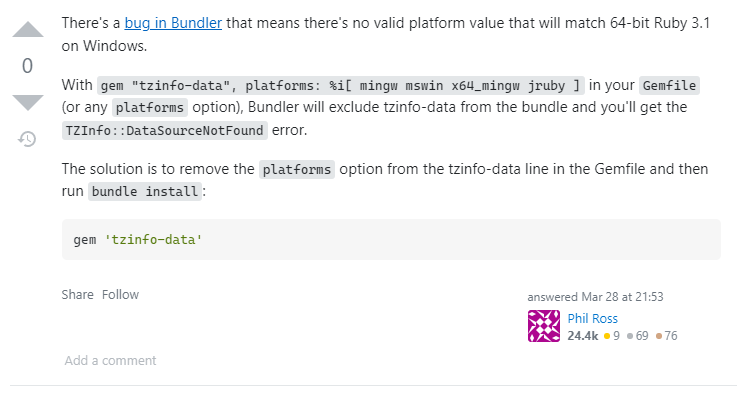 There's a bug in Bundler that means there's no valid platform value that will match 64-bit Ruby 3.1
on Windows.
0
With gem "tzinfo-data", platforms: %i[ mingw mswin x64_mingw jruby ] in your Gemfile
(or any platforms option), Bundler will exclude tzinfo-data from the bundle and you'll get the
TZInfo::DataSourceNotFound error.
The solution is to remove the platforms option from the tzinfo-data line in the Gemfile and then
run bundle install:
gem 'tzinfo-data'
Share Follow
answered Mar 28 at 21:53
Phil Ross
24.4k 9 69 76
Add a comment